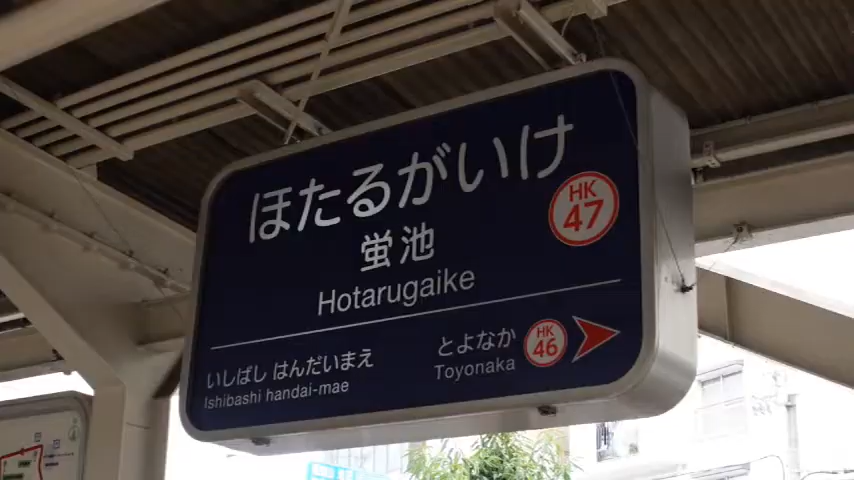 ほたるがいけ
HK
47
蛍池
Hotarugaike
いしばし はんだいまえ
Ishibashi handai-mae
とよなか
Toyonaka
HK
46